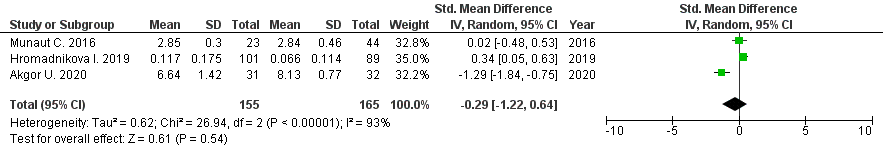 Std. Mean Difference Std. Mean Difference
Study or Subgroup Mean SD Total Mean SD Total Weight IV, Random, 95% CI Year IV, Random, 95% CI
Munaut C. 2016 2.85 0.3 23 2.84 0.46 44 32.8% 0.02 [-0.48, 0.53] 2016
Hromadnikova I. 2019 0.117 0.175 101 0.066 0.114 89 35.0% 0.34 [0.05, 0.63] 2019
Akgor U. 2020 6.64 1.42 31 8.13 0.77 32 32.2% -1.29 [-1.84, -0.75] 2020
Total (95% CI) 155 165 100.0% -0.29 [-1.22, 0.64]
Heterogeneity: Tau² = 0.62; Chi² = 26.94, df = 2 (P < 0.00001); I² = 93%
Test for overall effect: Z = 0.61 (P = 0.54)
-10 -5 0 5 10